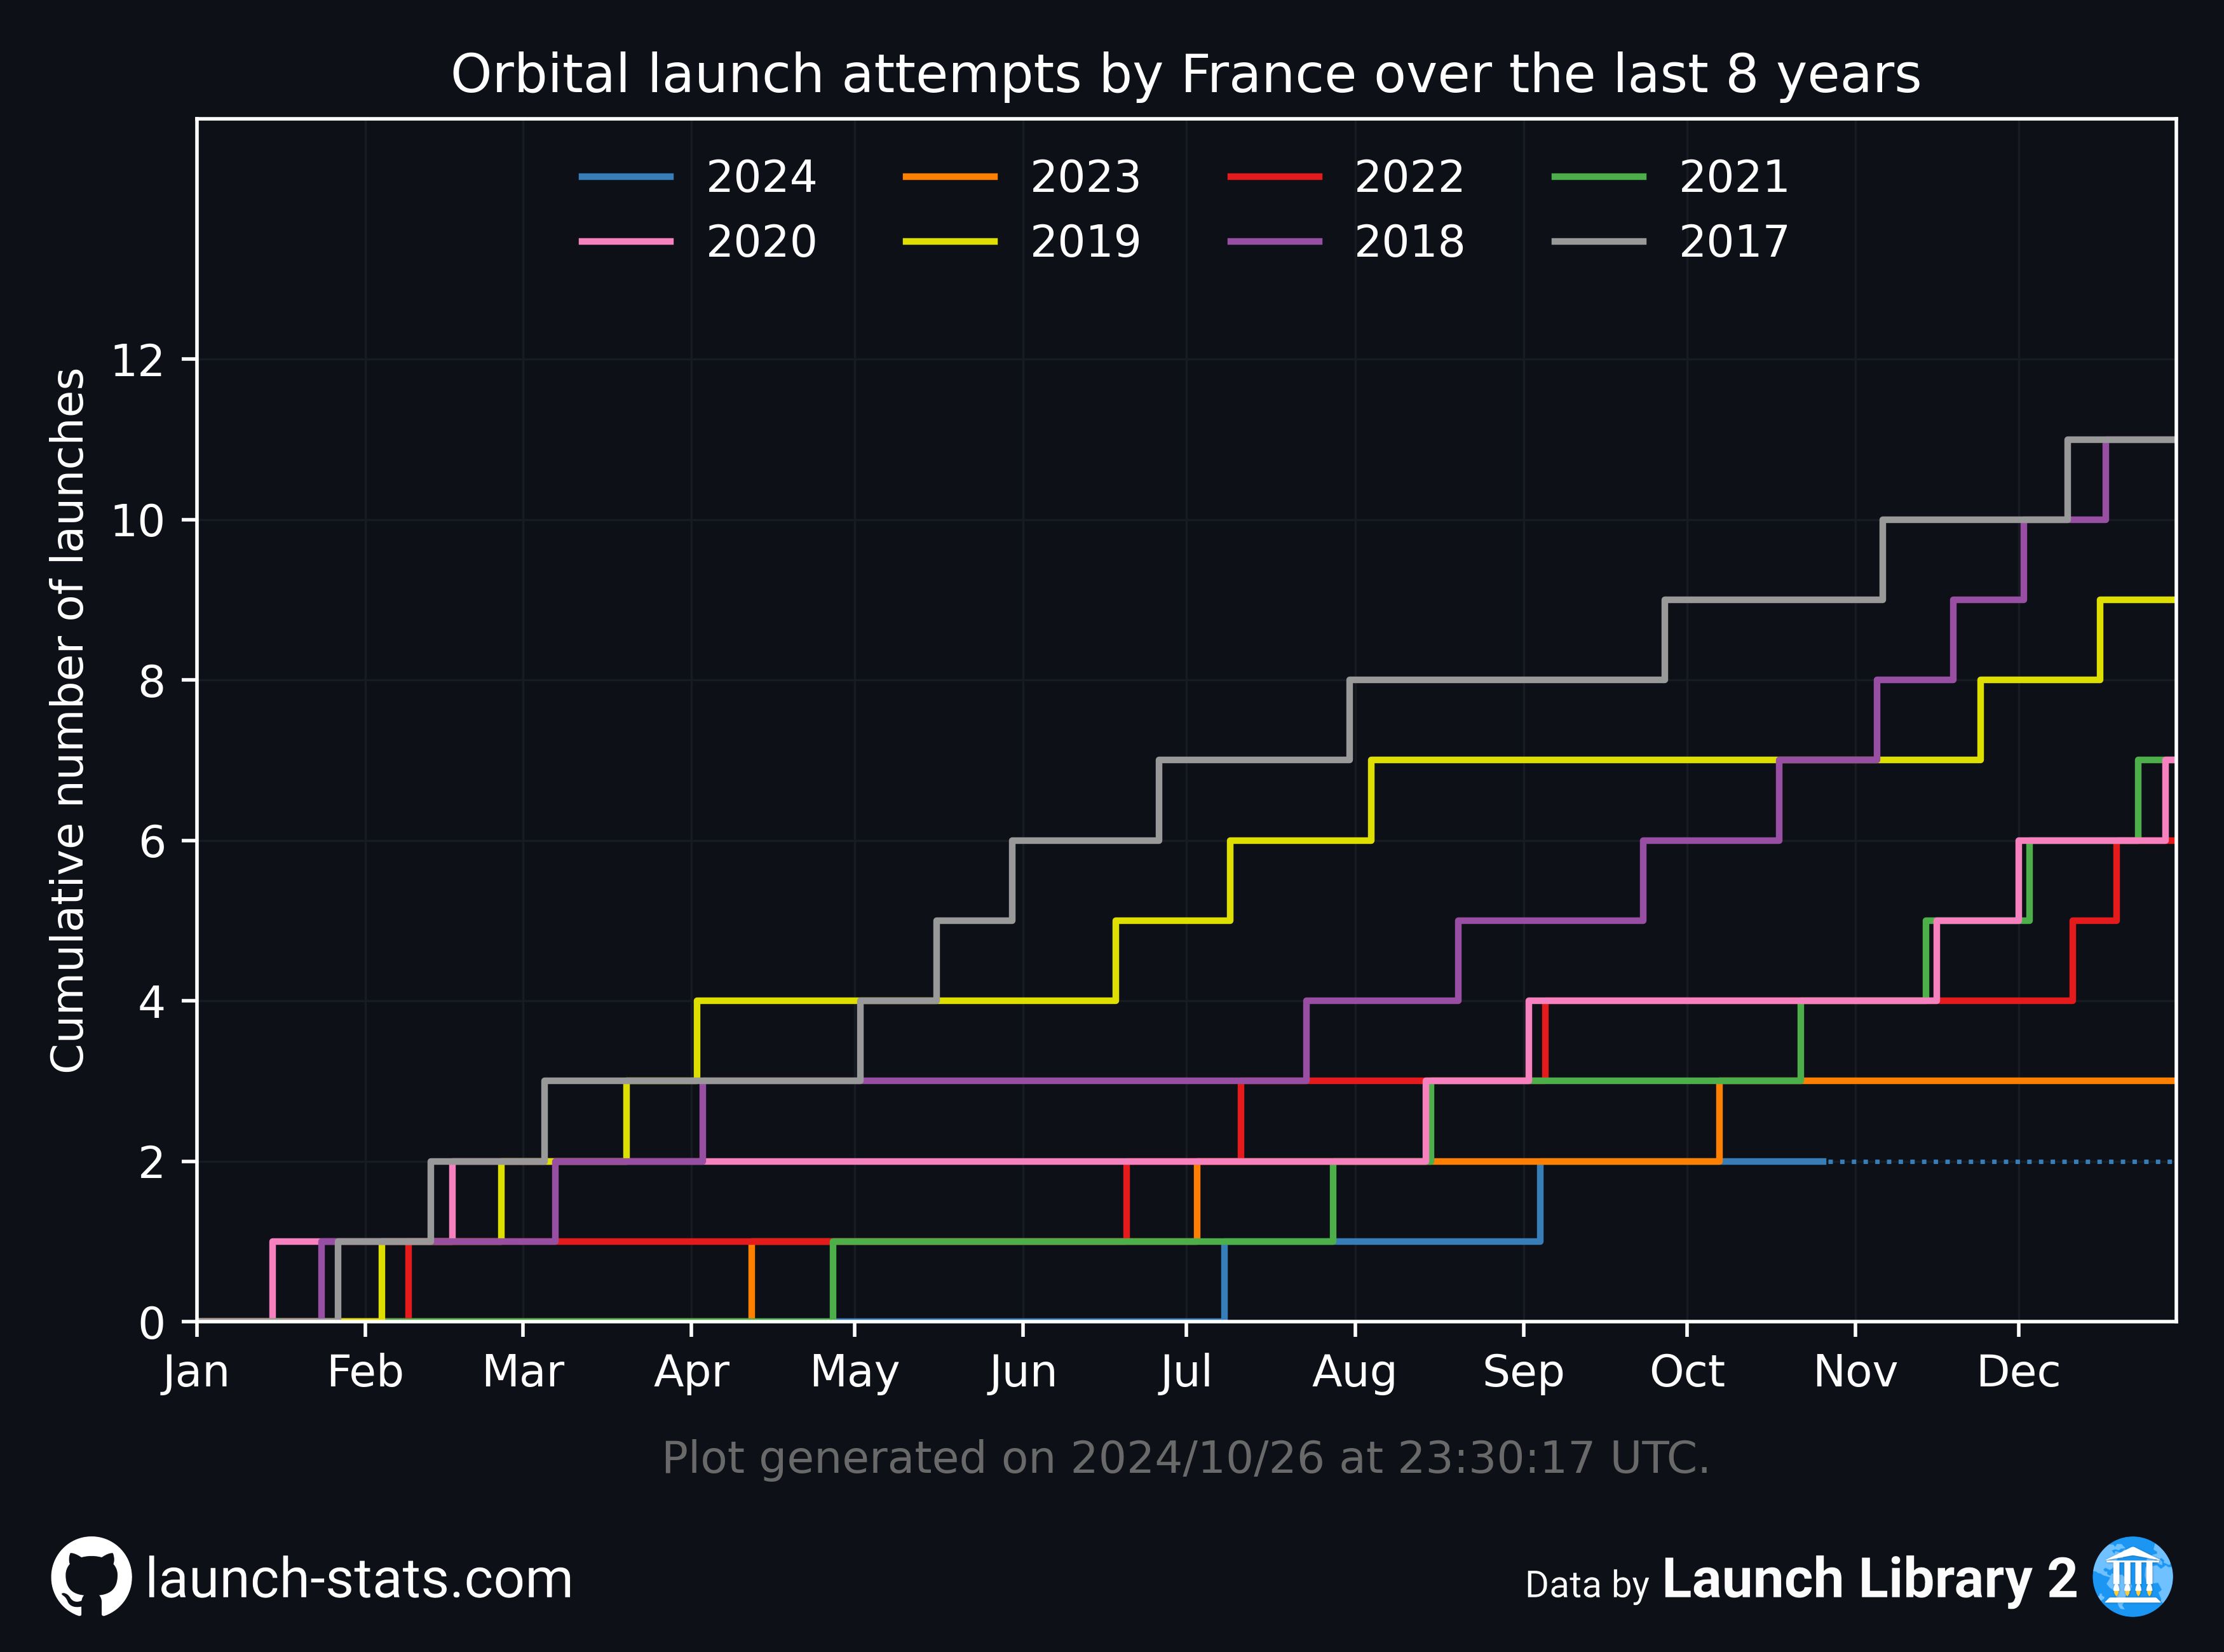 Orbital launch attempts by France over the last 8 years
2024 2023 2022 2021
2020 2019 2018 2017
Cumulative number of launches
12
10
8
6
4
2
0
Jan Feb Mar Apr May Jun Jul Aug Sep Oct Nov Dec
Plot generated on 2024/10/26 at 23:30:17 UTC.
launch-stats.com
Data by Launch Library 2